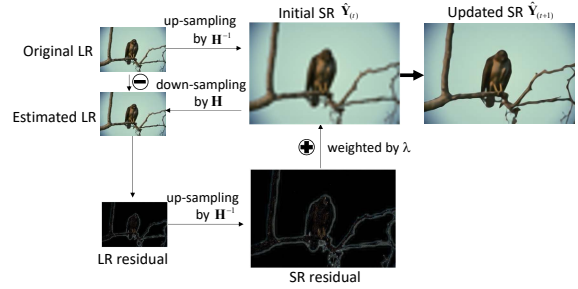 Initial SR Ŷ(t)
Updated SR Ŷ(t+1)
Original LR
up-sampling
by H⁻¹
down-sampling
by H
Estimated LR
weighted by λ
up-sampling
by H⁻¹
LR residual
SR residual